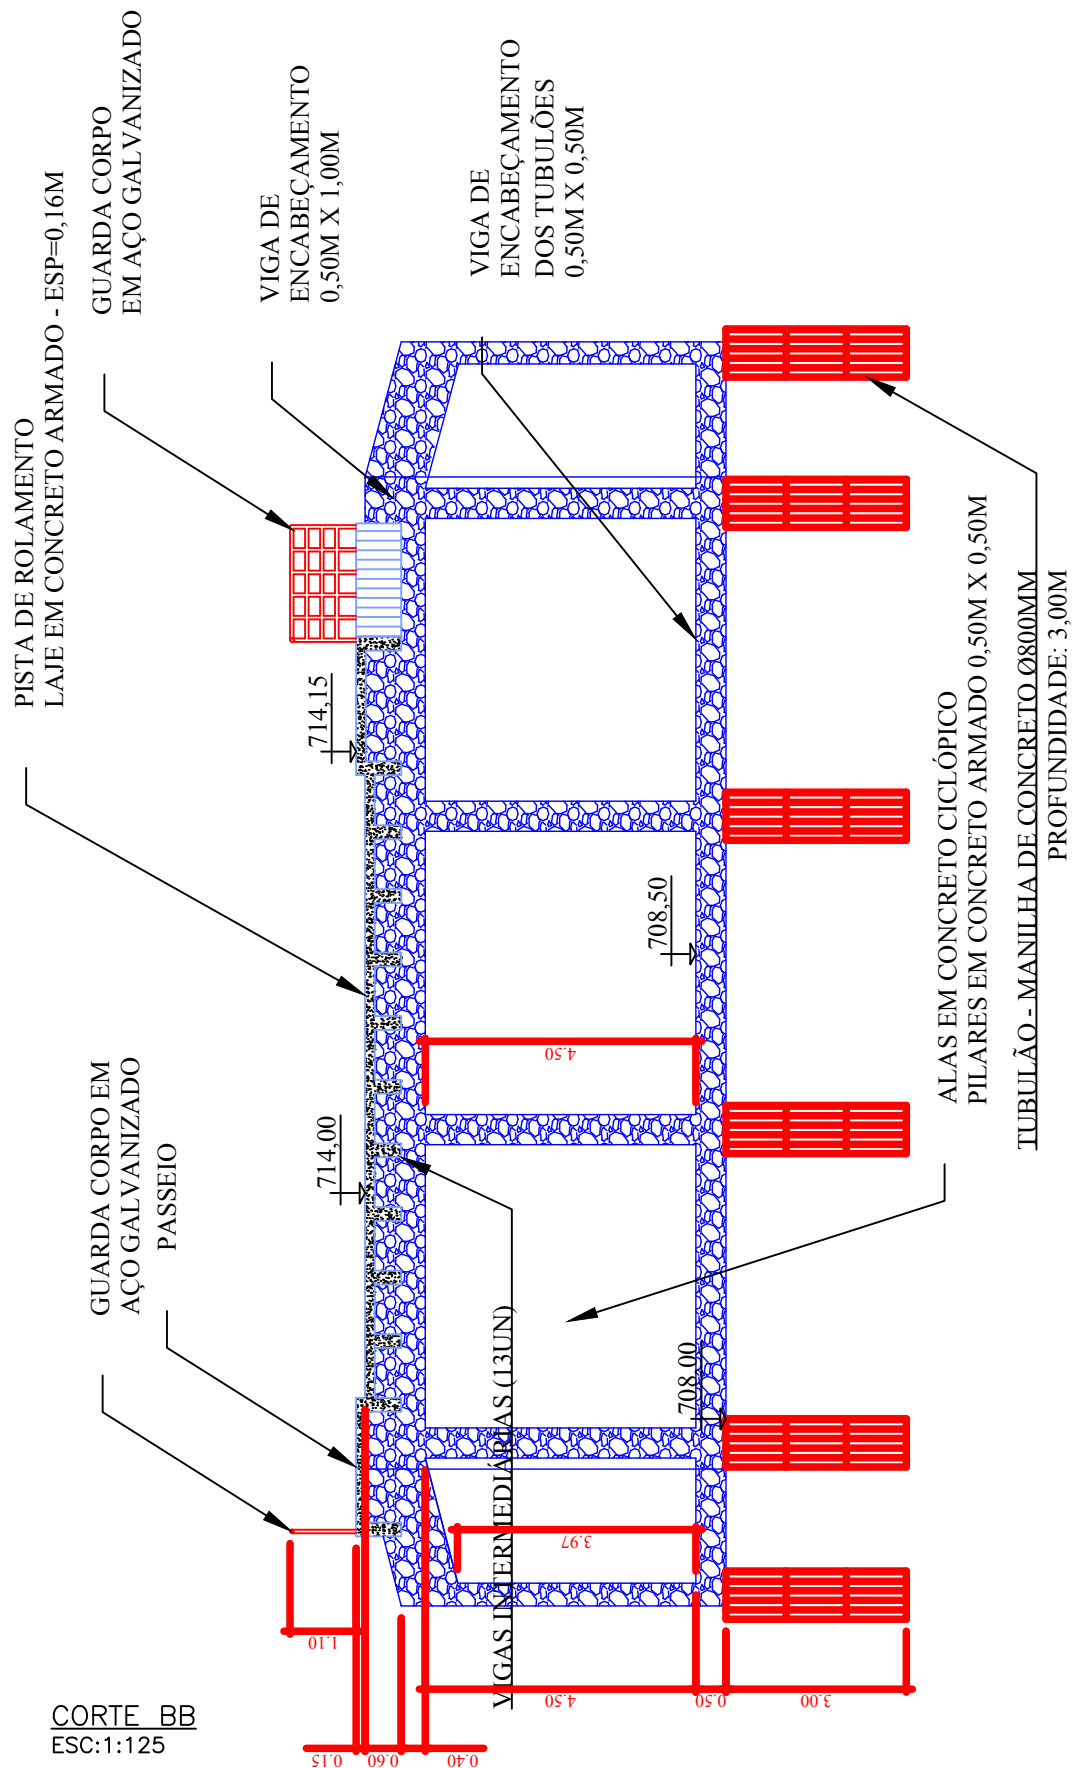 PISTA DE ROLAMENTO
LAJE EM CONCRETO ARMADO - ESP=0,16M
GUARDA CORPO
EM AÇO GALVANIZADO
VIGA DE
ENCABEÇAMENTO
0,50M X 1,00M
VIGA DE
ENCABEÇAMENTO
DOS TUBULÕES
0,50M X 0,50M
714,15
GUARDA CORPO EM
AÇO GALVANIZADO
PASSEIO
714,00
708,50
4.50
708,00
3.97
VIGAS INTERMEDIÁRIAS (13UN)
ALAS EM CONCRETO CICLÓPICO
PILARES EM CONCRETO ARMADO 0,50M X 0,50M
TUBULÃO - MANILHA DE CONCRETO Ø800MM
PROFUNDIDADE: 3,00M
1.10
0.15
0.60
0.40
4.50
0.50
3.00
CORTE BB
ESC:1:125